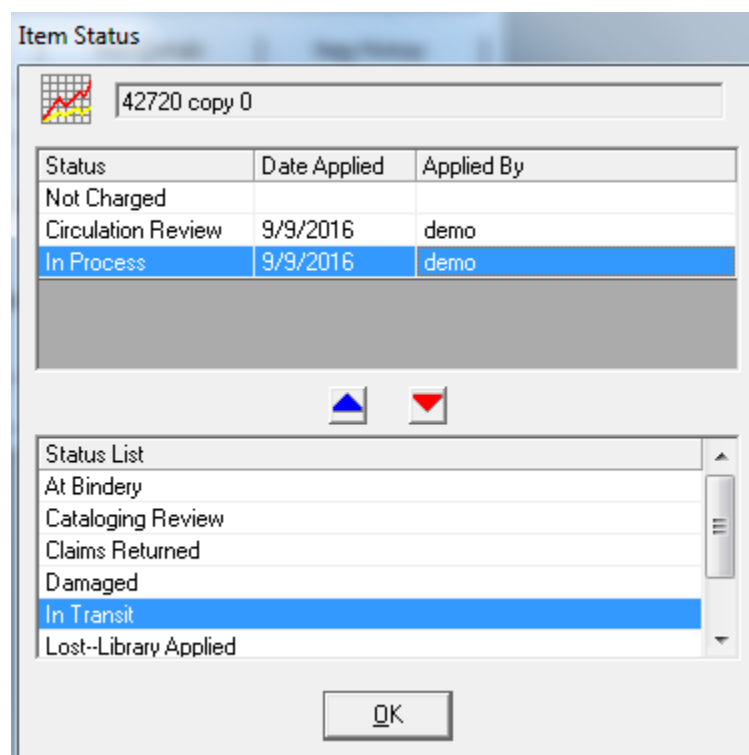 Item Status
42720 copy 0
Status Date Applied Applied By
Not Charged
Circulation Review 9/9/2016 demo
In Process 9/9/2016 demo
Status List
At Bindery
Cataloging Review
Claims Returned
Damaged
In Transit
Lost--Library Applied
OK